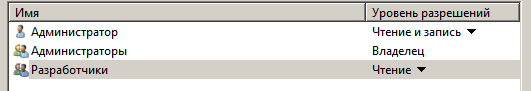 Имя Уровень разрешений
Администратор Чтение и запись
Администраторы Владелец
Разработчики Чтение